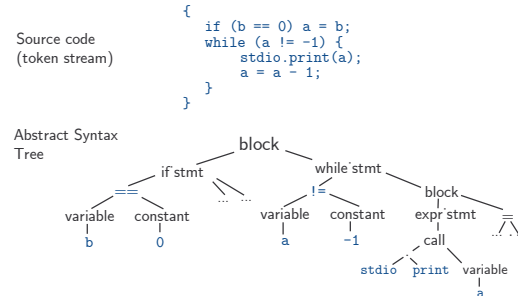 {
if (b == 0) a = b;
Source code
while (a != -1) {
(token stream)
stdio.print(a);
a = a - 1;
}
}
Abstract Syntax
Tree
block
if stmt
while stmt
==
... ...
!=
block
variable constant
variable constant
expr stmt
=
b 0
a -1
call
... ...
.
stdio print variable
a